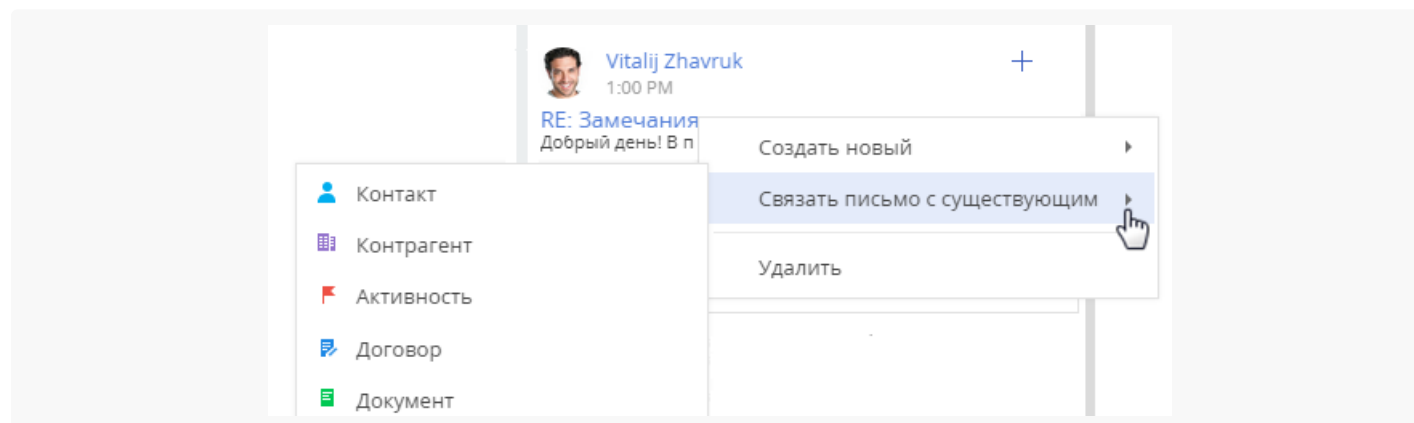 Vitalij Zhavruk
1:00 PM
RE: Замечания
Добрый день! В п
Создать новый
Связать письмо с существующим
Удалить
Контакт
Контрагент
Активность
Договор
Документ